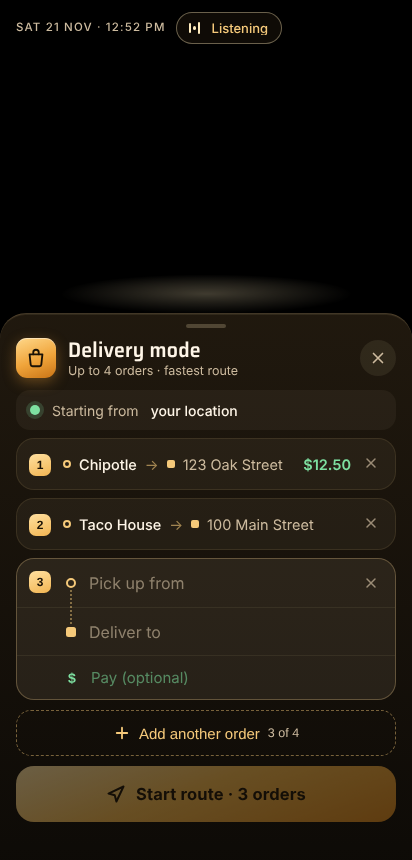 SAT 21 NOV · 12:52 PM Listening
Delivery mode
Up to 4 orders · fastest route
Starting from your location
1 Chipotle → 123 Oak Street $12.50
2 Taco House → 100 Main Street
3 Pick up from
Deliver to
$ Pay (optional)
+ Add another order 3 of 4
Start route · 3 orders